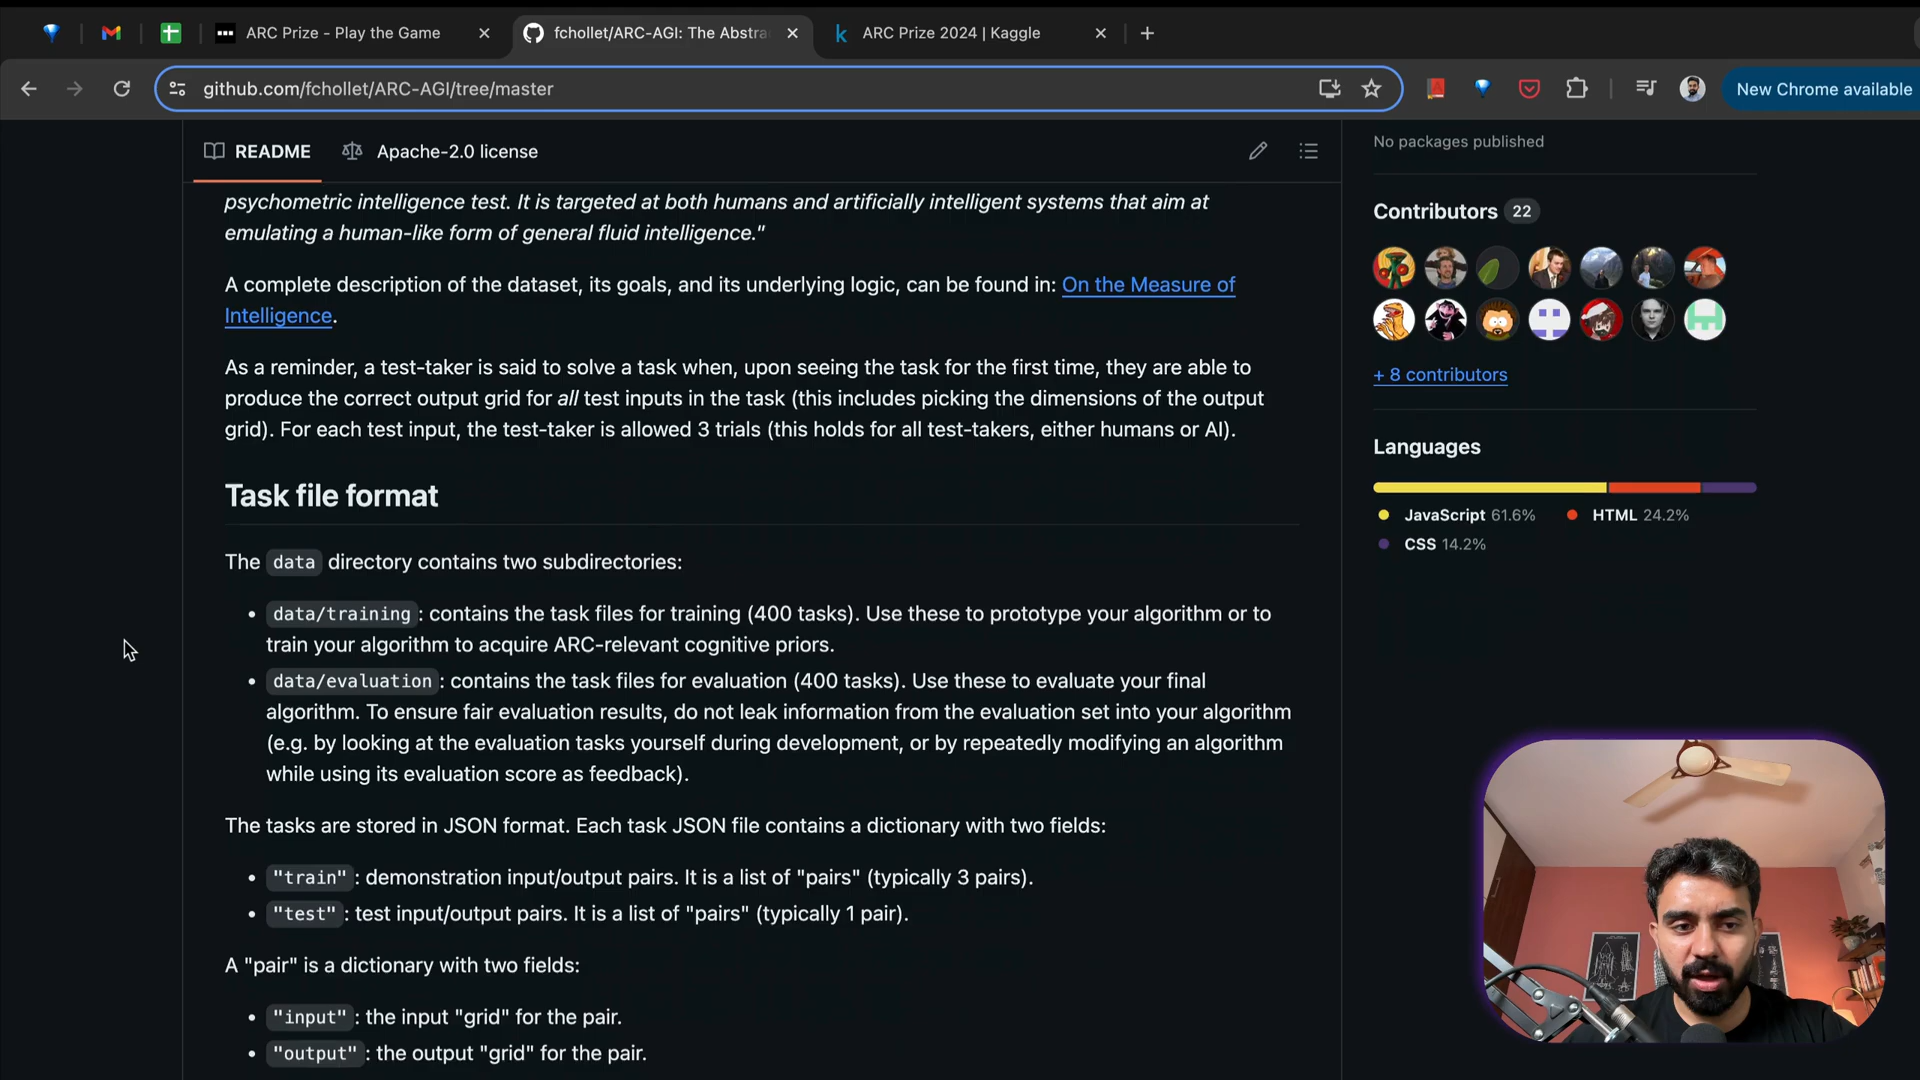 ARC Prize - Play the Game
fchollet/ARC-AGI: The Abstra
ARC Prize 2024 | Kaggle
github.com/fchollet/ARC-AGI/tree/master
New Chrome available
README
Apache-2.0 license
psychometric intelligence test. It is targeted at both humans and artificially intelligent systems that aim at
emulating a human-like form of general fluid intelligence."
A complete description of the dataset, its goals, and its underlying logic, can be found in: On the Measure of
Intelligence.
As a reminder, a test-taker is said to solve a task when, upon seeing the task for the first time, they are able to
produce the correct output grid for all test inputs in the task (this includes picking the dimensions of the output
grid). For each test input, the test-taker is allowed 3 trials (this holds for all test-takers, either humans or AI).
Task file format
The data directory contains two subdirectories:
• data/training: contains the task files for training (400 tasks). Use these to prototype your algorithm or to
train your algorithm to acquire ARC-relevant cognitive priors.
• data/evaluation: contains the task files for evaluation (400 tasks). Use these to evaluate your final
algorithm. To ensure fair evaluation results, do not leak information from the evaluation set into your algorithm
(e.g. by looking at the evaluation tasks yourself during development, or by repeatedly modifying an algorithm
while using its evaluation score as feedback).
The tasks are stored in JSON format. Each task JSON file contains a dictionary with two fields:
• "train": demonstration input/output pairs. It is a list of "pairs" (typically 3 pairs).
• "test": test input/output pairs. It is a list of "pairs" (typically 1 pair).
A "pair" is a dictionary with two fields:
• "input": the input "grid" for the pair.
• "output": the output "grid" for the pair.
No packages published
Contributors 22
+ 8 contributors
Languages
JavaScript 61.6%
HTML 24.2%
CSS 14.2%